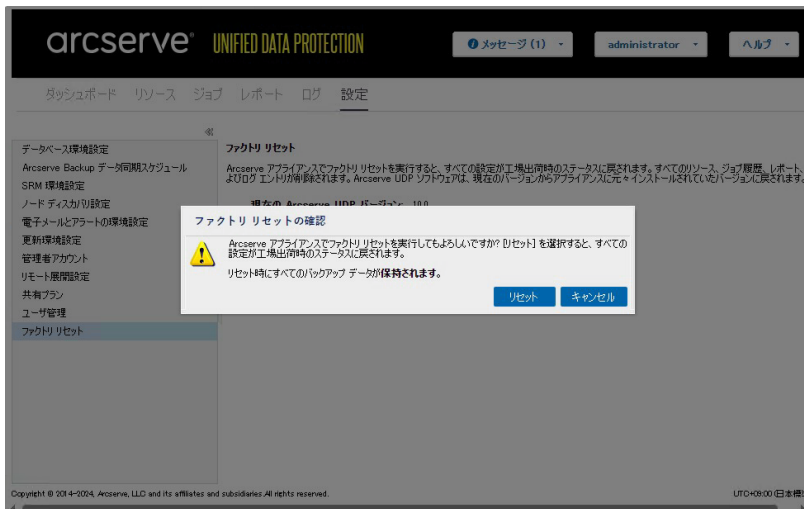 arcserve® UNIFIED DATA PROTECTION
メッセージ (1)
administrator
ヘルプ
ダッシュボード リソース ジョブ レポート ログ 設定
データベース環境設定
Arcserve Backup データ同期スケジュール
SRM 環境設定
ノード ディスカバリ設定
電子メールとアラートの環境設定
更新環境設定
管理者アカウント
リモート展開設定
共有プラン
ユーザ管理
ファクトリ リセット
ファクトリ リセット
Arcserve アプライアンスでファクトリ リセットを実行すると、すべての設定が工場出荷時のステータスに戻されます。すべてのリソース、ジョブ履歴、レポート、
よびログ エントリが削除されます。Arcserve UDP ソフトウェアは、現在のバージョンからアプライアンスに元々インストールされていたバージョンに戻されます。
現在の Arcserve UDP バージョン 10.0
ファクトリ リセットの確認
Arcserve アプライアンスでファクトリ リセットを実行してもよろしいですか? [リセット] を選択すると、すべての
設定が工場出荷時のステータスに戻されます。
リセット時にすべてのバックアップ データが保持されます。
リセット キャンセル
Copyright © 2014-2024, Arcserve, LLC and its affiliates and subsidiaries.All rights reserved.
UTC+09:00 (日本標